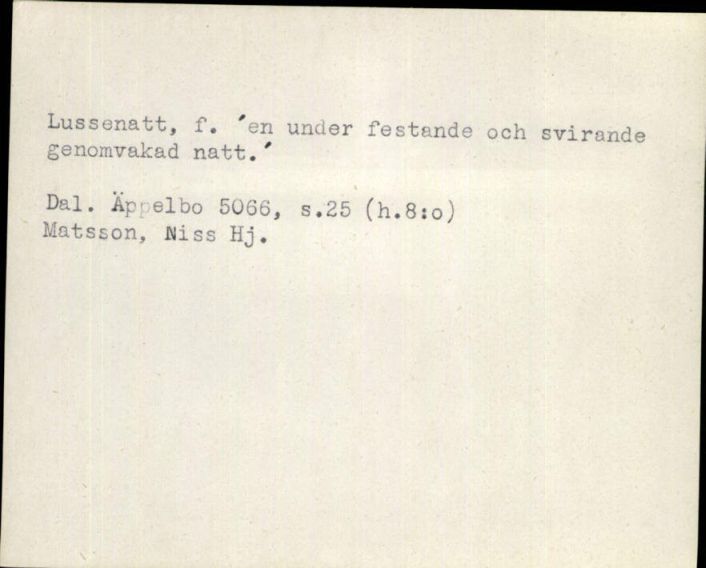 Lussenatt, f. ´en under festande och svirande
genomvakad natt.´
Dal. Äppelbo 5066, s.25 (h.8:o)
Matsson, Niss Hj.